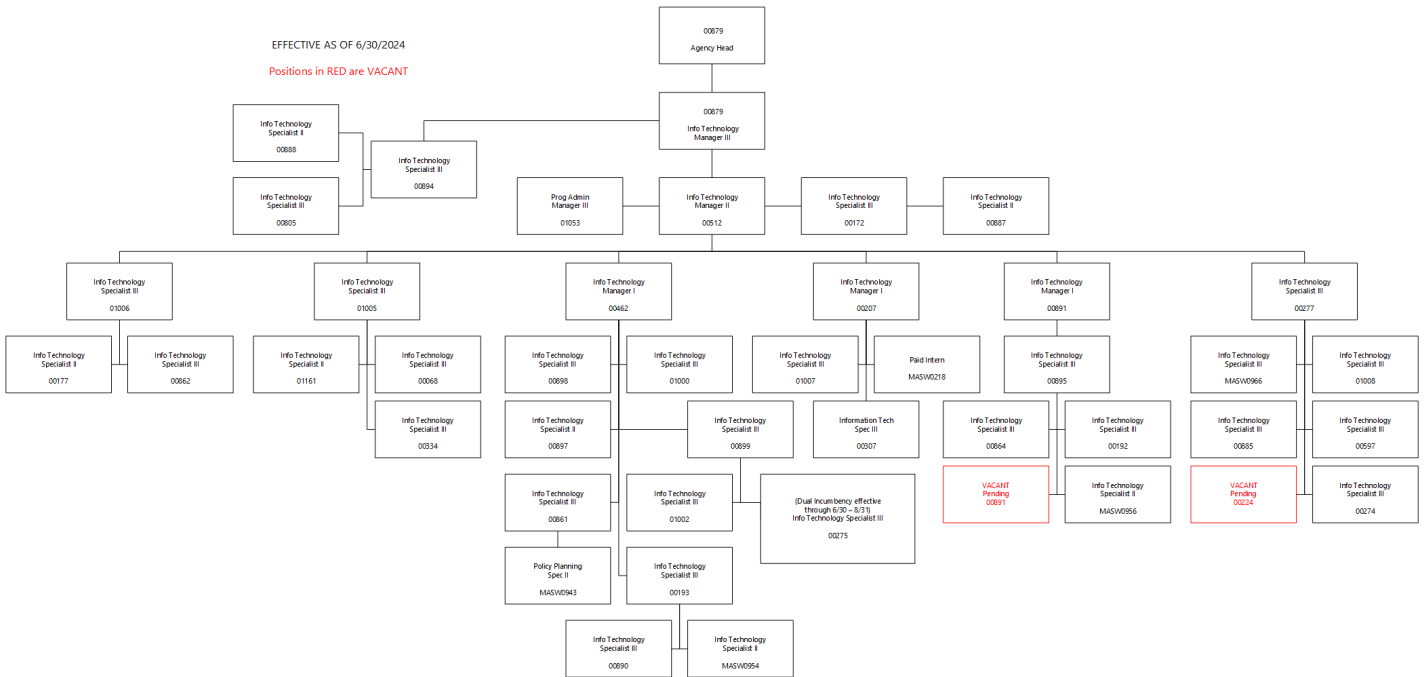 00879
Agency Head
EFFECTIVE AS OF 6/30/2024
Positions in RED are VACANT
00879
Info Technology
Manager III
Info Technology
Specialist II
00888
Info Technology
Specialist III
00894
Info Technology
Specialist III
00805
Prog Admin
Manager III
01053
Info Technology
Manager II
00512
Info Technology
Specialist III
00172
Info Technology
Specialist II
00887
Info Technology
Specialist III
01006
Info Technology
Specialist III
01005
Info Technology
Manager I
00462
Info Technology
Manager I
00207
Info Technology
Manager I
00891
Info Technology
Specialist III
00277
Info Technology
Specialist II
00177
Info Technology
Specialist III
00862
Info Technology
Specialist II
01161
Info Technology
Specialist III
00068
Info Technology
Specialist III
00898
Info Technology
Specialist III
01000
Info Technology
Specialist III
01007
Paid Intern
MASW0218
Info Technology
Specialist III
00895
Info Technology
Specialist III
MASW0966
Info Technology
Specialist III
01008
Info Technology
Specialist III
00334
Info Technology
Specialist II
00897
Info Technology
Specialist III
00899
Information Tech
Spec III
00307
Info Technology
Specialist III
00864
Info Technology
Specialist III
00192
Info Technology
Specialist III
00885
Info Technology
Specialist III
00597
Info Technology
Specialist III
00861
Info Technology
Specialist III
01002
(Dual Incumbency effective
through 6/30 – 8/31)
Info Technology Specialist III
00275
VACANT
Pending
00891
Info Technology
Specialist II
MASW0956
VACANT
Pending
00224
Info Technology
Specialist III
00274
Policy Planning
Spec II
MASW0943
Info Technology
Specialist III
00193
Info Technology
Specialist III
00890
Info Technology
Specialist II
MASW0954